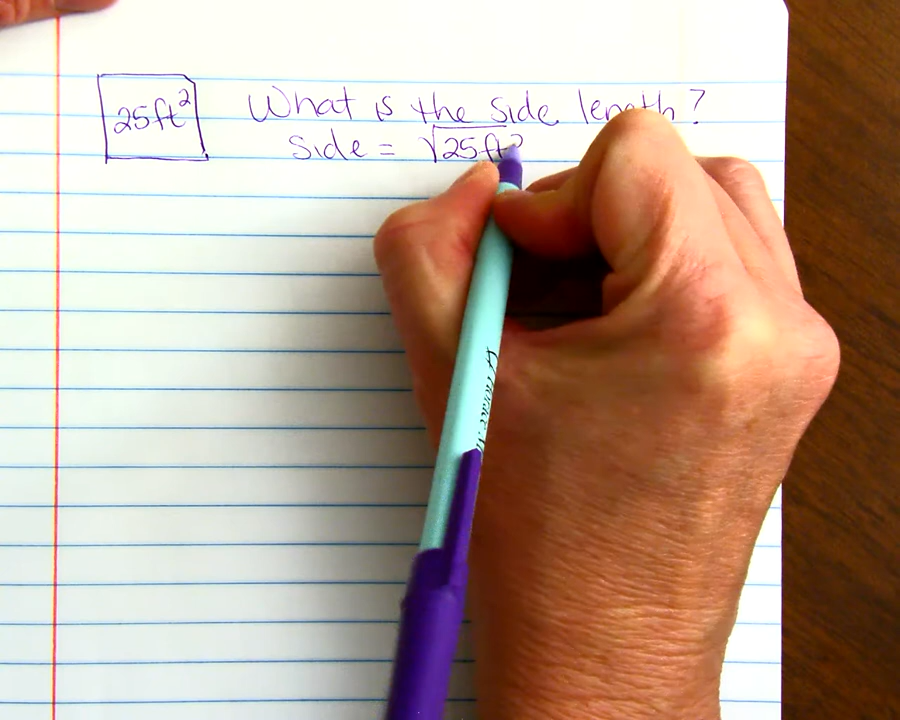 25ft²
What is the side length?
side = √25ft²